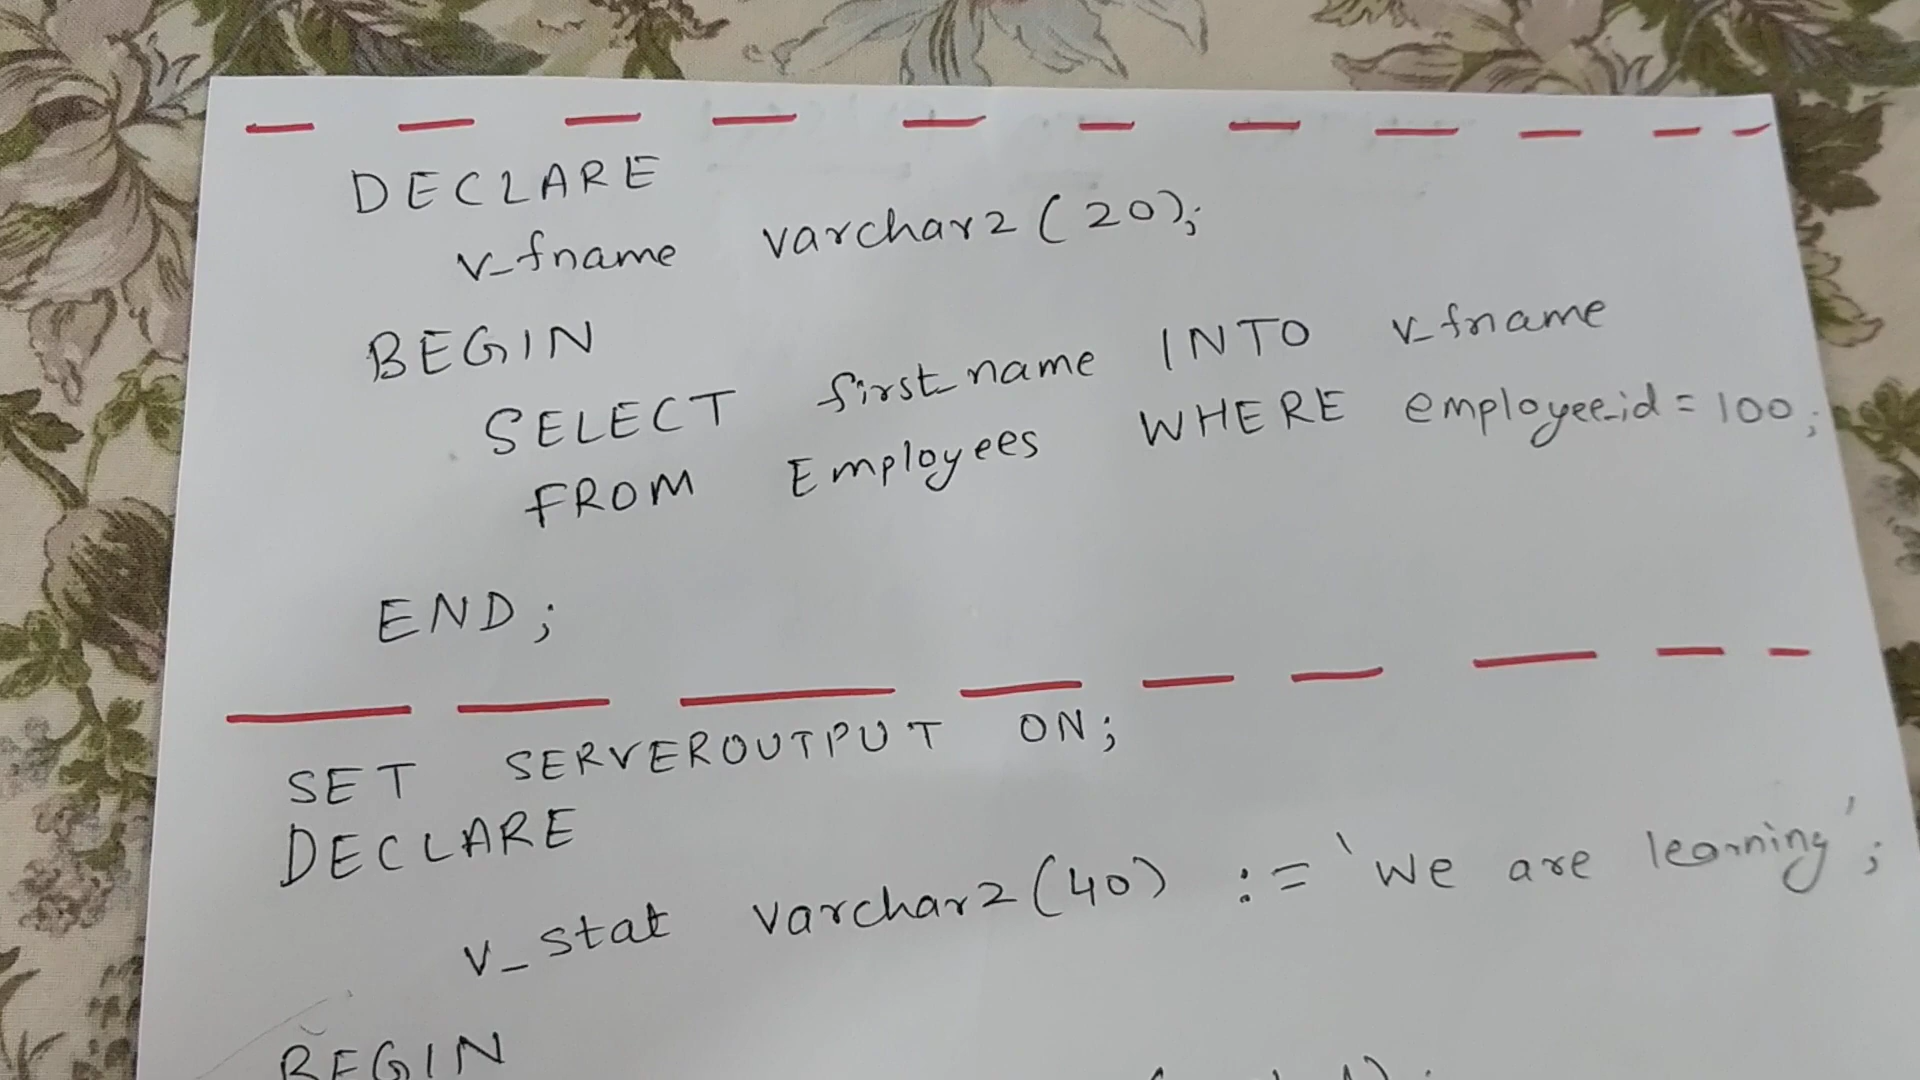 DECLARE
v_fname varchar2(20);
BEGIN
SELECT first_name INTO v_fname
FROM Employees WHERE employee_id = 100;
END;
SET SERVEROUTPUT ON;
DECLARE
v_stat varchar2(40) := 'We are learning';
BEGIN